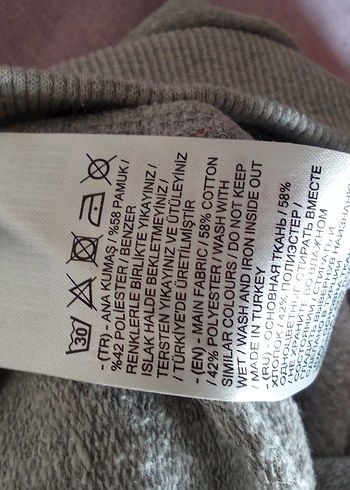 30
- (TR) - ANA KUMAŞ / %58 PAMUK /
%42 POLİESTER / BENZER
RENKLERLE BİRLİKTE YIKAYINIZ /
ISLAK HALDE BEKLETMEYİNİZ /
TERSTEN YIKAYINIZ VE ÜTÜLEYİNİZ
/ TÜRKİYEDE ÜRETİLMİŞTİR
- (EN) - MAIN FABRIC / 58% COTTON
/ 42% POLYESTER / WASH WITH
SIMILAR COLOURS / DO NOT KEEP
WET / WASH AND IRON INSIDE OUT
/ MADE IN TURKEY
- (RU) - ОСНОВНАЯ ТКАНЬ / 58%
ХЛОПОК / 42% ПОЛИЭСТЕР /
СТИРАТЬ ВМЕСТЕ